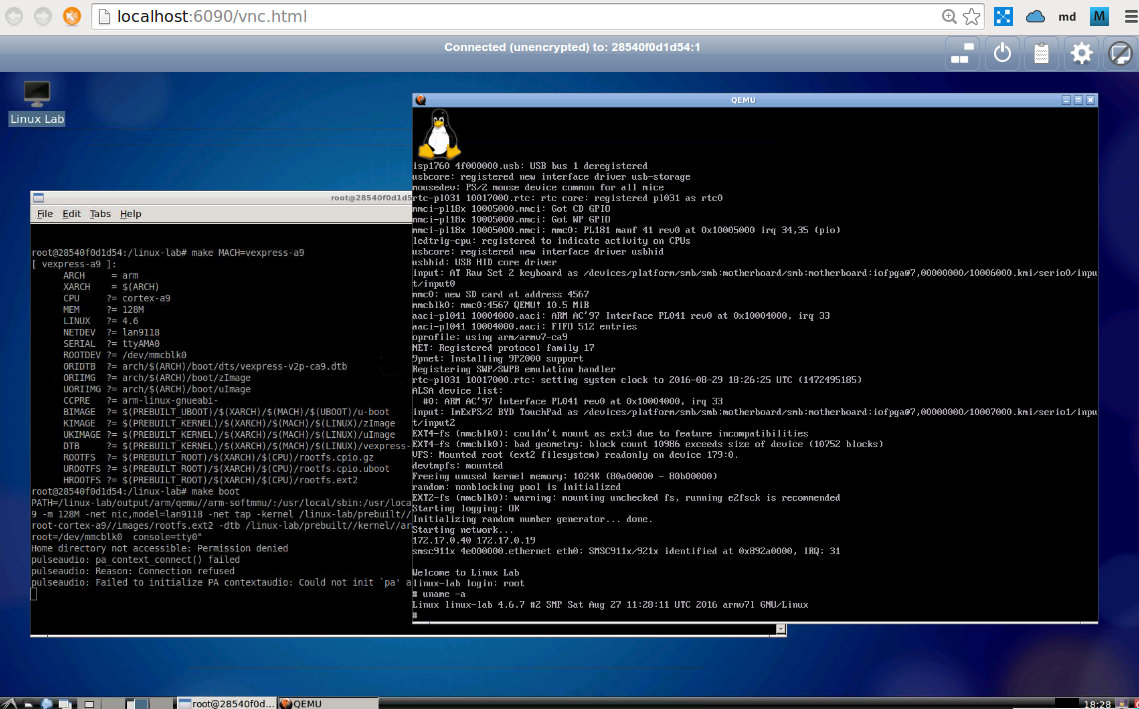 localhost:6090/vnc.html
md
M
Connected (unencrypted) to: 28540f0d1d54:1
Linux Lab
QEMU
isp1760 4f000000.usb: USB bus 1 deregistered
usbcore: registered new interface driver usb-storage
mousedev: PS/2 mouse device common for all mice
rtc-pl031 10017000.rtc: rtc core: registered pl031 as rtc0
mmci-pl18x 10005000.mmci: Got CD GPIO
mmci-pl18x 10005000.mmci: Got WP GPIO
mmci-pl18x 10005000.mmci: mmc0: PL181 manf 41 rev0 at 0x10005000 irq 34,35 (pio)
ledtrig-cpu: registered to indicate activity on CPUs
usbcore: registered new interface driver usbhid
usbhid: USB HID core driver
input: AT Raw Set 2 keyboard as /devices/platform/smb/smb:motherboard/smb:motherboard:iofpga@7,00000000/10006000.kmi/serio0/inpu
t/input0
mmc0: new SD card at address 4567
mmcblk0: mmc0:4567 QEMU! 10.5 MiB
aaci-pl041 10004000.aaci: ARM AC'97 Interface PL041 rev0 at 0x10004000, irq 33
aaci-pl041 10004000.aaci: FIFO 512 entries
oprofile: using arm/armv7-ca9
NET: Registered protocol family 17
9pnet: Installing 9P2000 support
Registering SWP/SWPB emulation handler
rtc-pl031 10017000.rtc: setting system clock to 2016-08-29 18:26:25 UTC (1472495185)
ALSA device list:
#0: ARM AC'97 Interface PL041 rev0 at 0x10004000, irq 33
input: ImExPS/2 BYD TouchPad as /devices/platform/smb/smb:motherboard/smb:motherboard:iofpga@7,00000000/10007000.kmi/serio1/inpu
t/input2
EXT4-fs (mmcblk0): couldn't mount as ext3 due to feature incompatibilities
EXT4-fs (mmcblk0): bad geometry: block count 10986 exceeds size of device (10752 blocks)
VFS: Mounted root (ext2 filesystem) readonly on device 179:0.
devtmpfs: mounted
Freeing unused kernel memory: 1024K (80a00000 - 80b00000)
random: nonblocking pool is initialized
EXT2-fs (mmcblk0): warning: mounting unchecked fs, running e2fsck is recommended
Starting logging: OK
Initializing random number generator... done.
Starting network...
172.17.0.40 172.17.0.19
smsc911x 4e000000.ethernet eth0: SMSC911x/921x identified at 0x892a0000, IRQ: 31
Welcome to Linux Lab
linux-lab login: root
# uname -a
Linux linux-lab 4.6.7 #2 SMP Sat Aug 27 11:28:11 UTC 2016 armv7l GNU/Linux
#
root@28540f0d1d5
File Edit Tabs Help
root@28540f0d1d54:/linux-lab# make MACH=vexpress-a9
[ vexpress-a9 ]:
ARCH = arm
XARCH = $(ARCH)
CPU ?= cortex-a9
MEM ?= 128M
LINUX ?= 4.6
NETDEV ?= lan9118
SERIAL ?= ttyAMA0
ROOTDEV ?= /dev/mmcblk0
ORIDTB ?= arch/$(ARCH)/boot/dts/vexpress-v2p-ca9.dtb
ORIIMG ?= arch/$(ARCH)/boot/zImage
UORIIMG ?= arch/$(ARCH)/boot/uImage
CCPRE ?= arm-linux-gnueabi-
BIMAGE ?= $(PREBUILT_UBOOT)/$(XARCH)/$(MACH)/$(UBOOT)/u-boot
KIMAGE ?= $(PREBUILT_KERNEL)/$(XARCH)/$(MACH)/$(LINUX)/zImage
UKIMAGE ?= $(PREBUILT_KERNEL)/$(XARCH)/$(MACH)/$(LINUX)/uImage
DTB ?= $(PREBUILT_KERNEL)/$(XARCH)/$(MACH)/$(LINUX)/vexpress
ROOTFS ?= $(PREBUILT_ROOT)/$(XARCH)/$(CPU)/rootfs.cpio.gz
UROOTFS ?= $(PREBUILT_ROOT)/$(XARCH)/$(CPU)/rootfs.cpio.uboot
HROOTFS ?= $(PREBUILT_ROOT)/$(XARCH)/$(CPU)/rootfs.ext2
root@28540f0d1d54:/linux-lab# make boot
PATH=/linux-lab/output/arm/qemu//arm-softmmu/:/usr/local/sbin:/usr/loca
9 -m 128M -net nic,model=lan9118 -net tap -kernel /linux-lab/prebuilt//
root-cortex-a9//images/rootfs.ext2 -dtb /linux-lab/prebuilt//kernel//ar
root=/dev/mmcblk0 console=tty0"
Home directory not accessible: Permission denied
pulseaudio: pa_context_connect() failed
pulseaudio: Reason: Connection refused
pulseaudio: Failed to initialize PA contextaudio: Could not init `pa' a
root@28540f0d...
QEMU
18:28